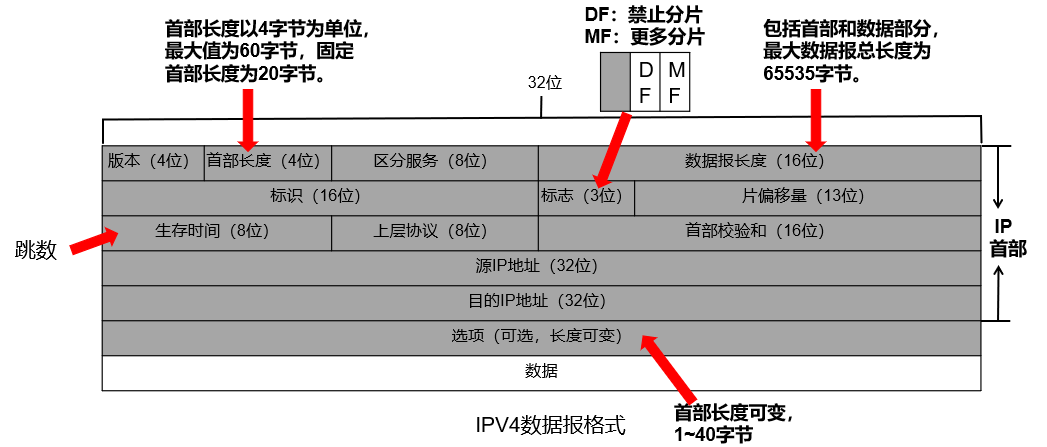 首部长度以4字节为单位，
最大值为60字节，固定
首部长度为20字节。
DF：禁止分片
MF：更多分片
包括首部和数据部分，
最大数据报总长度为
65535字节。
D M
F F
32位
版本（4位） 首部长度（4位） 区分服务（8位） 数据报长度（16位）
标识（16位） 标志（3位） 片偏移量（13位）
生存时间（8位） 上层协议（8位） 首部校验和（16位）
跳数
IP
首部
源IP地址（32位）
目的IP地址（32位）
选项（可选，长度可变）
数据
IPV4数据报格式
首部长度可变，
1~40字节